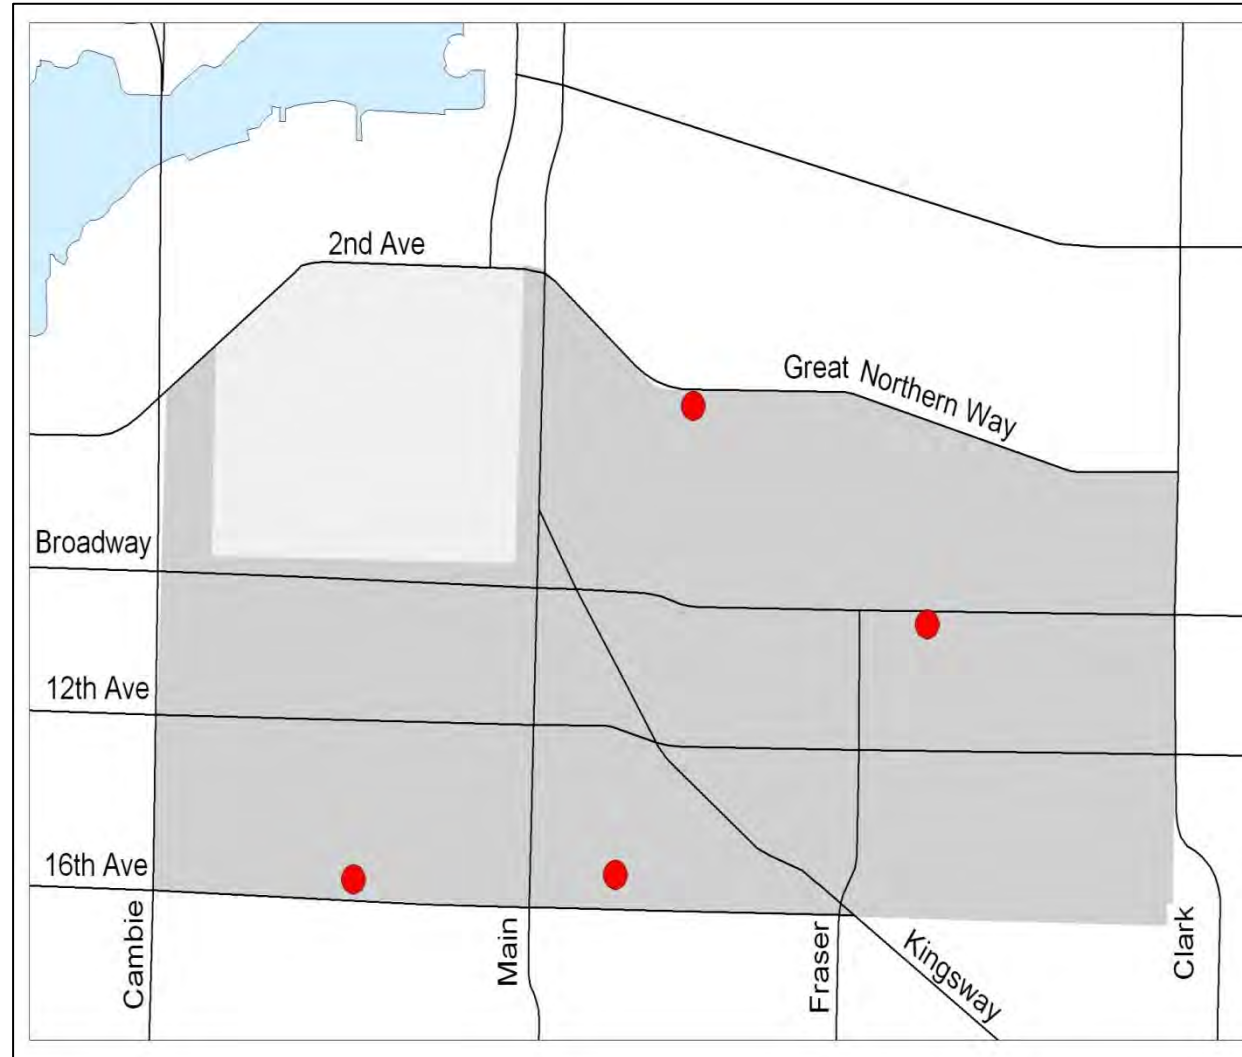 2nd Ave
Great Northern Way
Broadway
12th Ave
16th Ave
Cambie
Main
Fraser
Kingsway
Clark